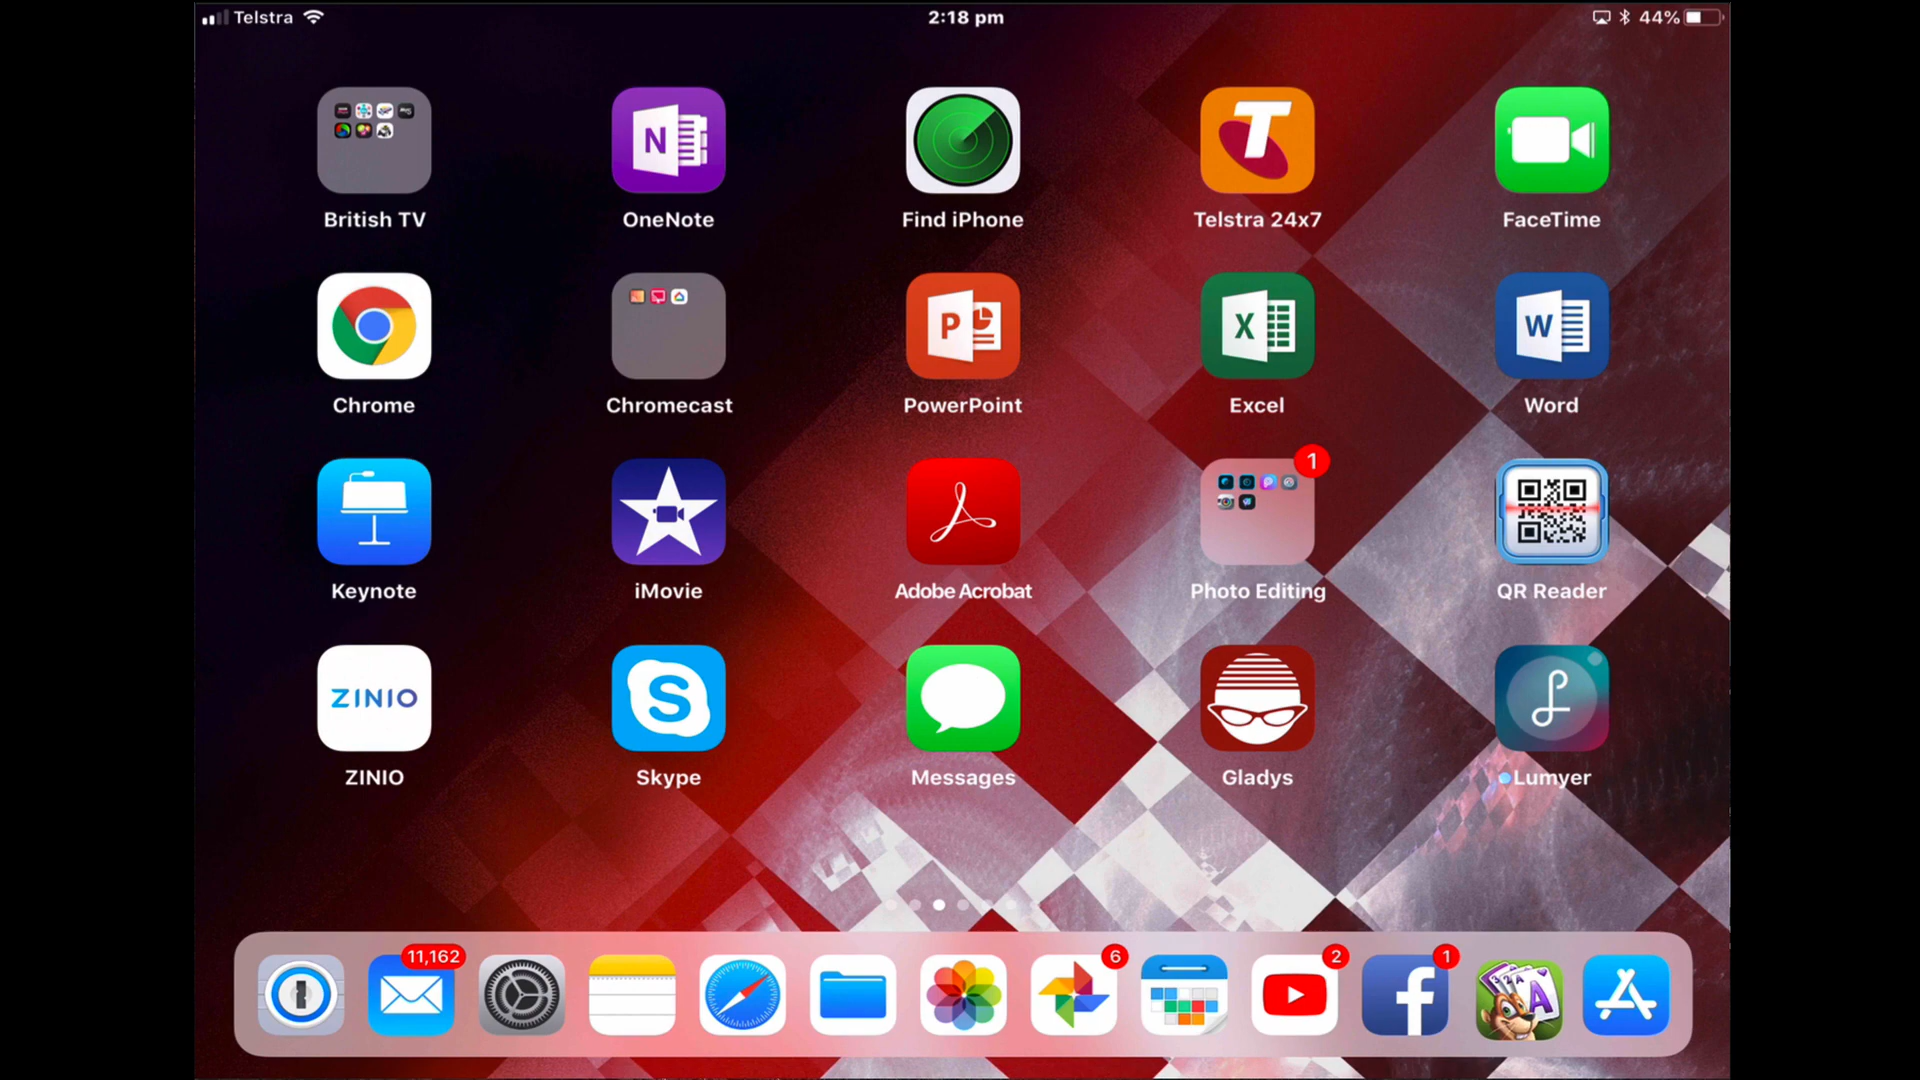 Telstra 2:18 pm 44%
N T
British TV OneNote Find iPhone Telstra 24x7 FaceTime
P X W
Chrome Chromecast PowerPoint Excel Word
1
Keynote iMovie Adobe Acrobat Photo Editing QR Reader
ZINIO S
ZINIO Skype Messages Gladys Lumyer
11,162 6 2 1
f A